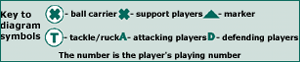 Key to diagram symbols
- ball carrier - support players - marker
T - tackle/ruck A - attacking players D - defending players
The number is the player's playing number